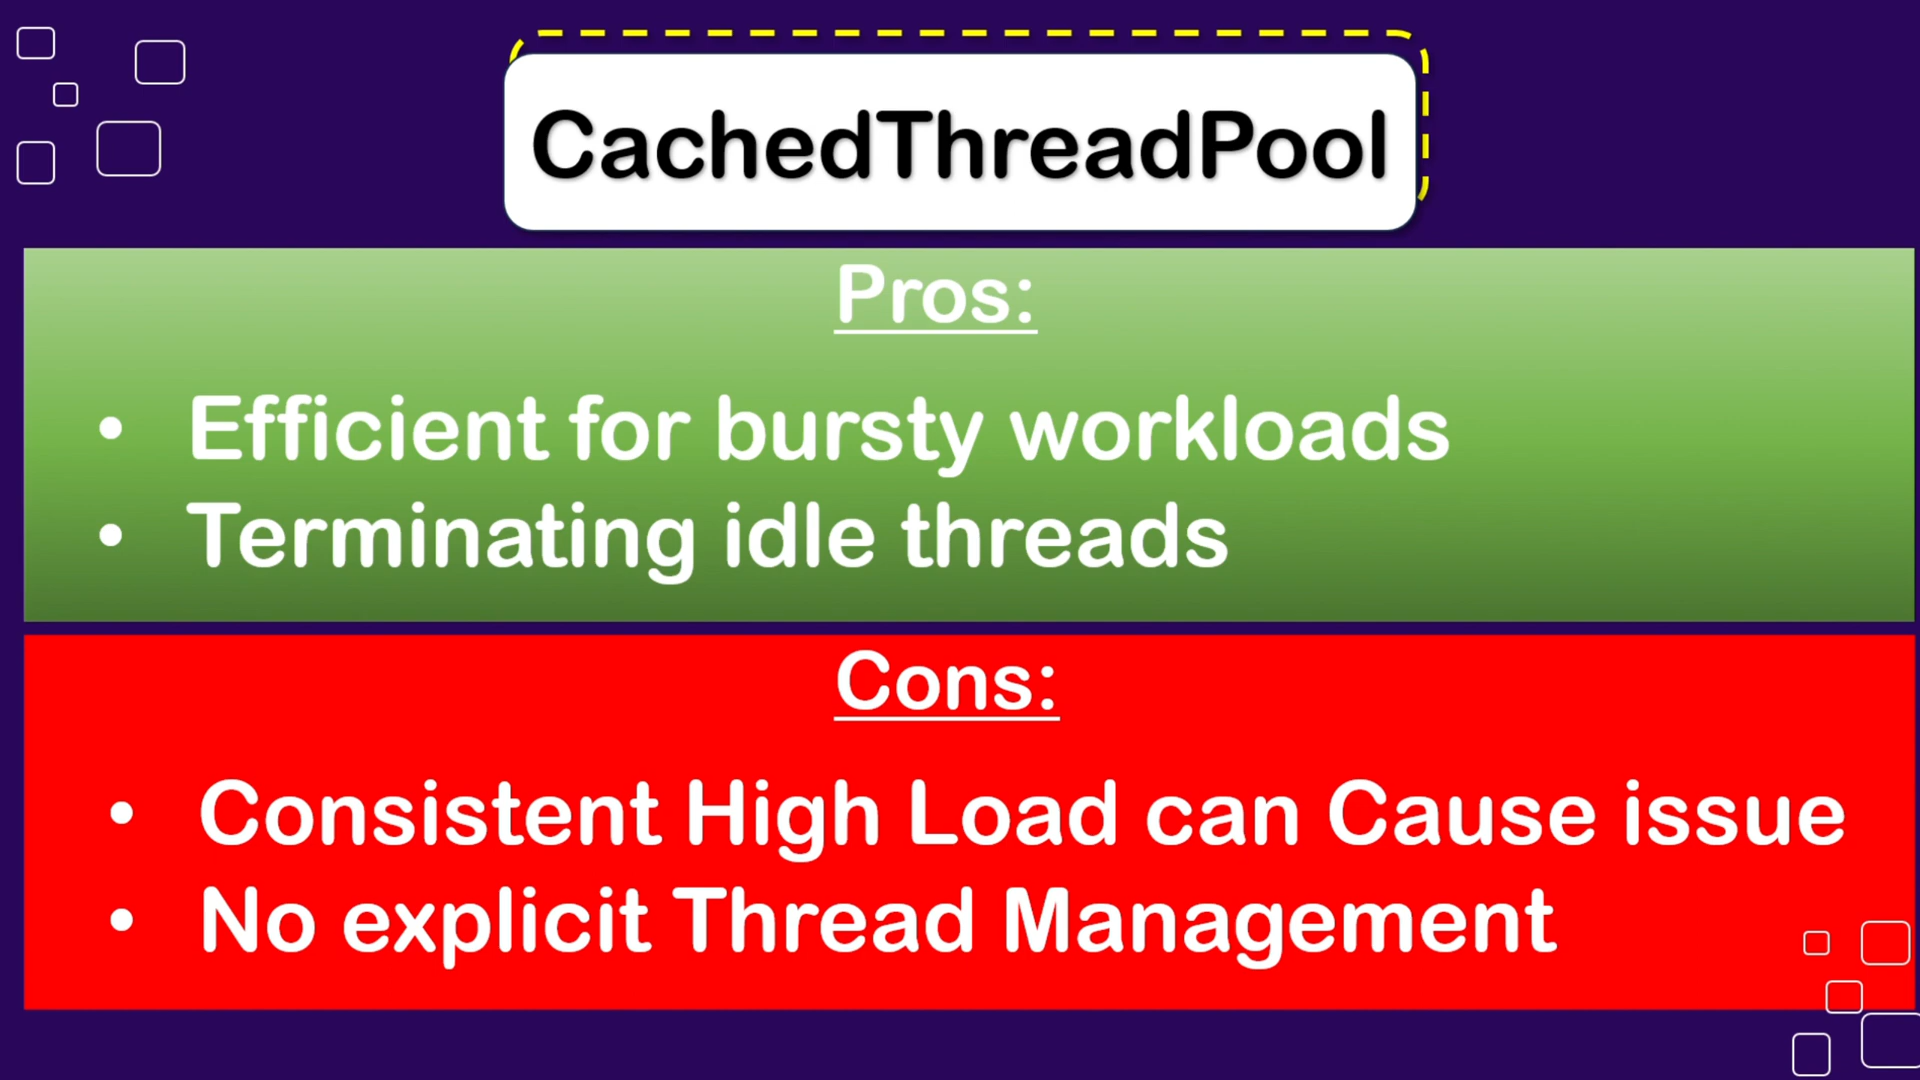 CachedThreadPool
Pros:
• Efficient for bursty workloads
• Terminating idle threads
Cons:
• Consistent High Load can Cause issue
• No explicit Thread Management